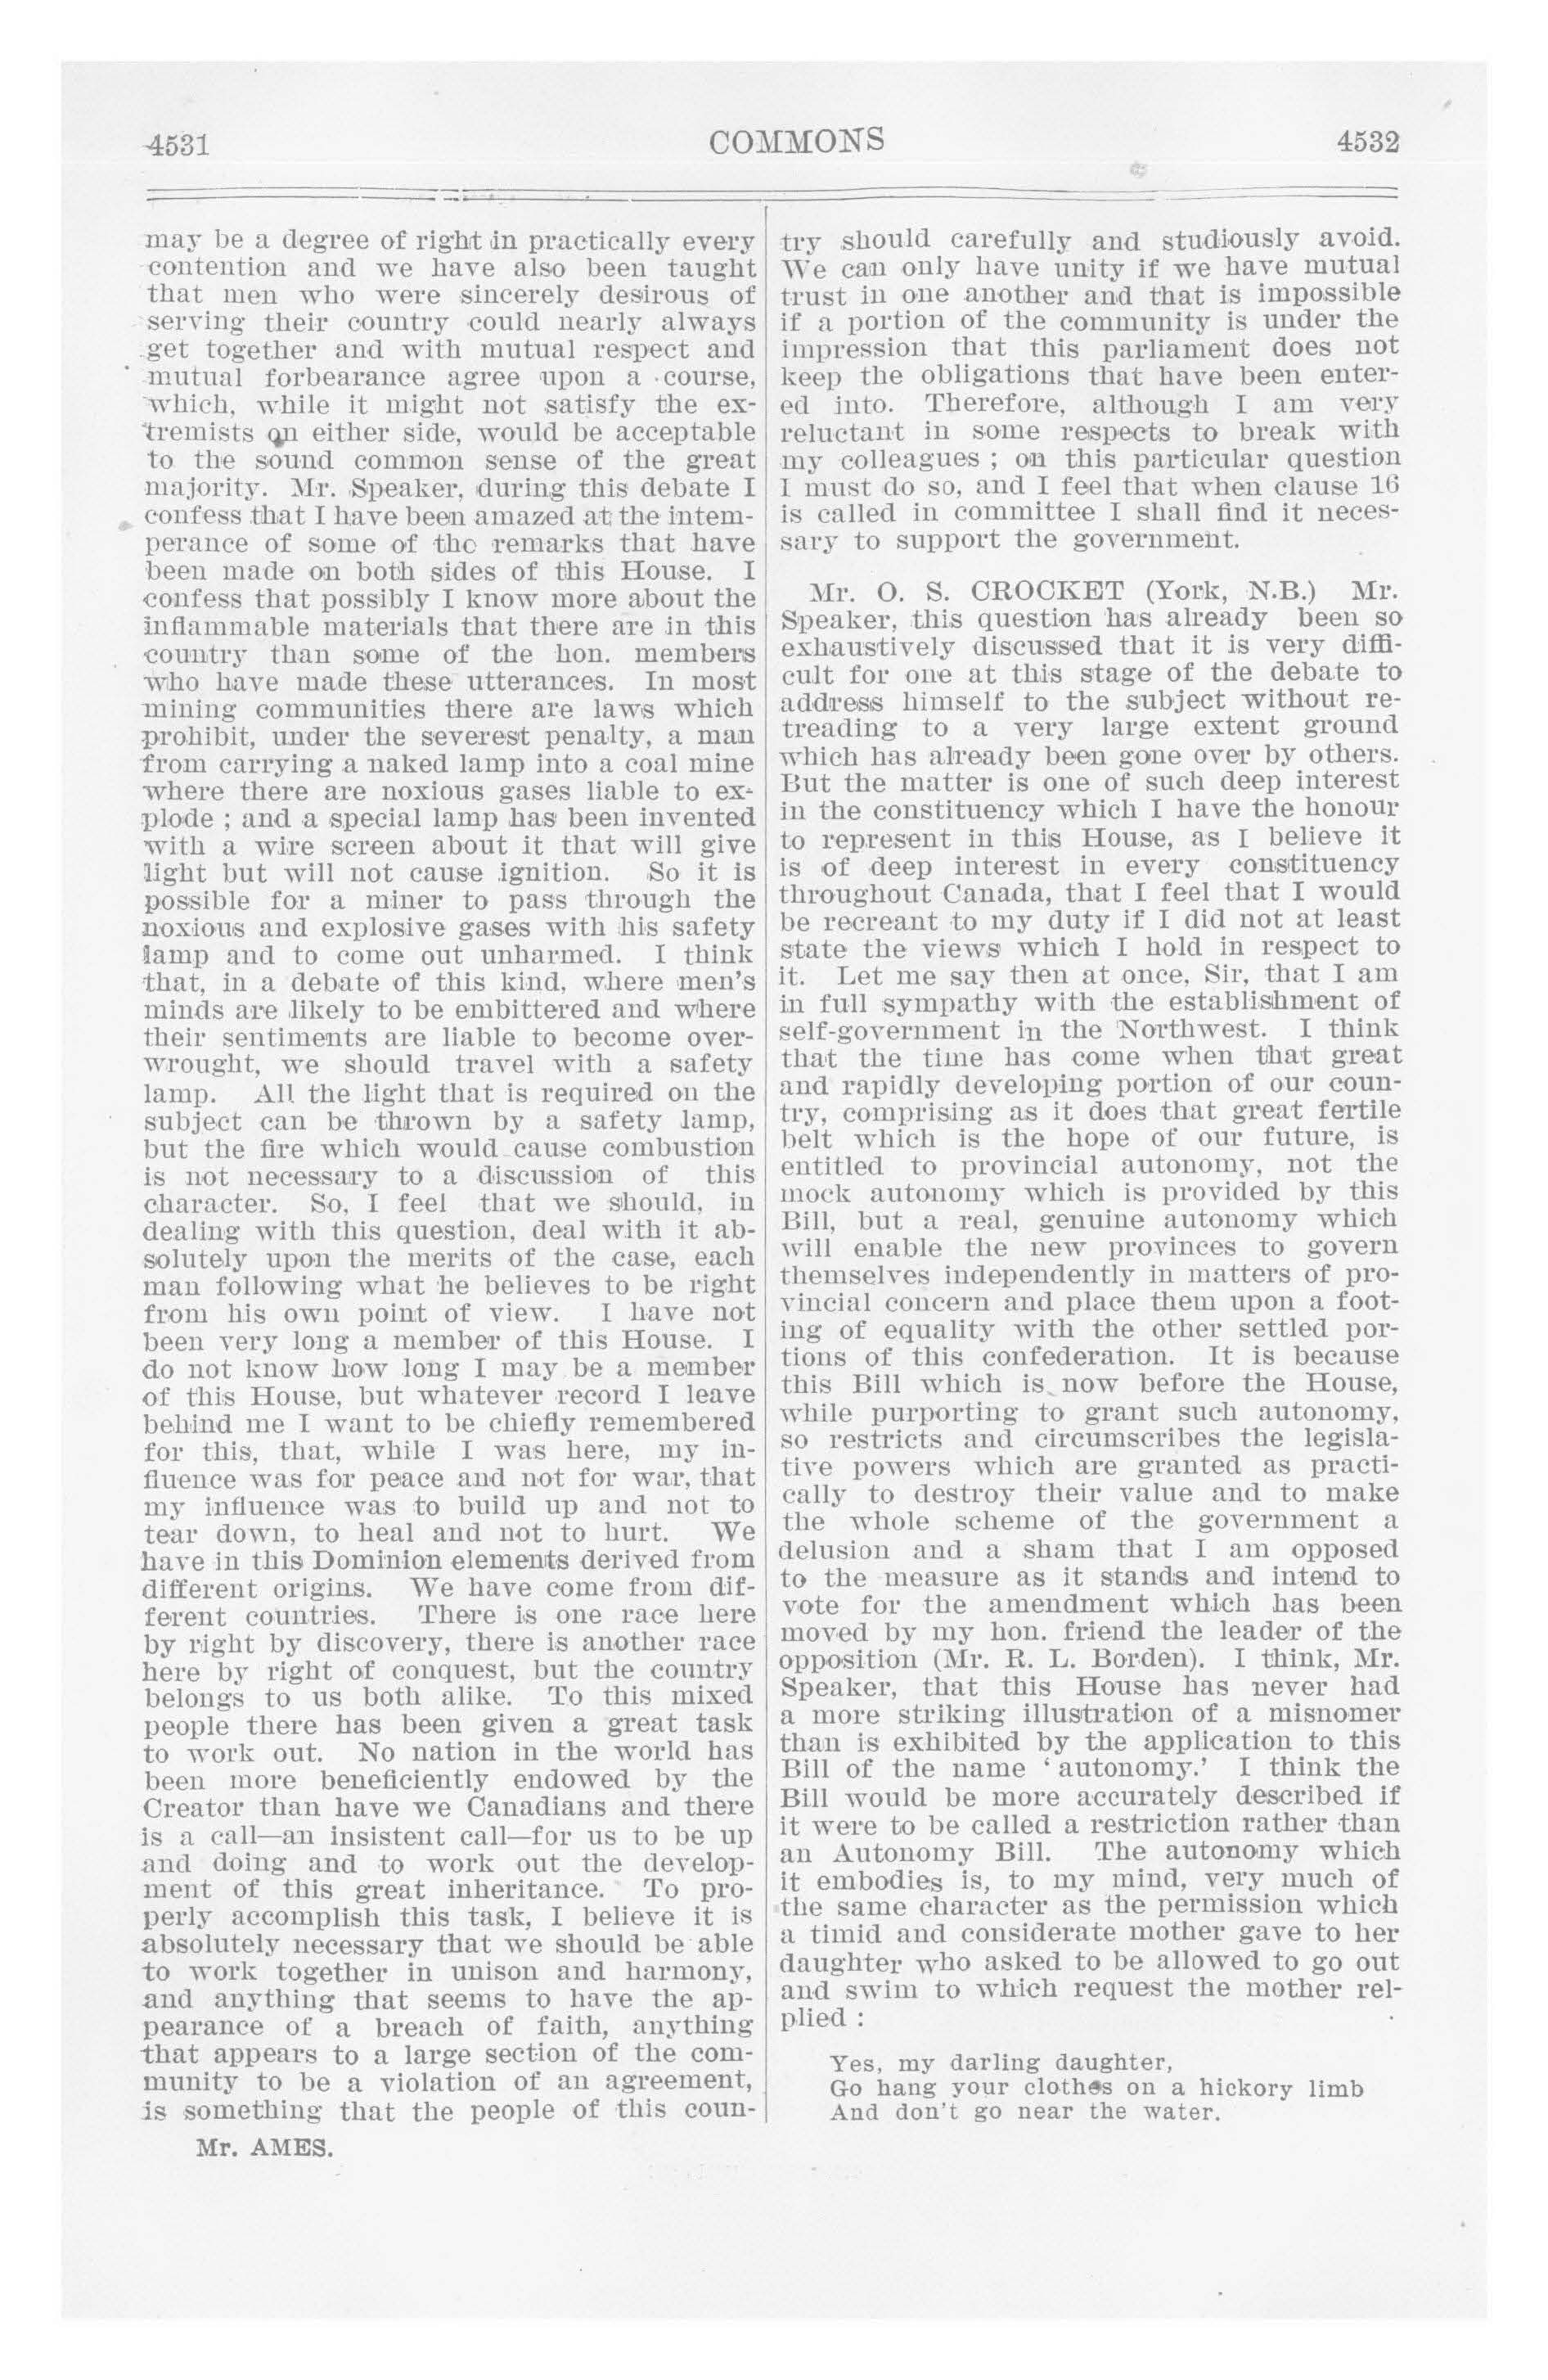 4531
COMMONS
4532
may be a degree of right in practically every
contention and we have also been taught
that men who were sincerely desirous of
serving their country could nearly always
get together and with mutual respect and
mutual forbearance agree upon a course,
which, while it might not satisfy the ex-
tremists on either side, would be acceptable
to the sound common sense of the great
majority. Mr. Speaker, during this debate I
confess that I have been amazed at the intem-
perance of some of the remarks that have
been made on both sides of this House. I
confess that possibly I know more about the
inflammable materials that there are in this
country than some of the hon. members
who have made these utterances. In most
mining communities there are laws which
prohibit, under the severest penalty, a man
from carrying a naked lamp into a coal mine
where there are noxious gases liable to ex-
plode ; and a special lamp has been invented
with a wire screen about it that will give
light but will not cause ignition. So it is
possible for a miner to pass through the
noxious and explosive gases with his safety
lamp and to come out unharmed. I think
that, in a debate of this kind, where men's
minds are likely to be embittered and where
their sentiments are liable to become over-
wrought, we should travel with a safety
lamp. All the light that is required on the
subject can be thrown by a safety lamp,
but the fire which would cause combustion
is not necessary to a discussion of this
character. So, I feel that we should, in
dealing with this question, deal with it ab-
solutely upon the merits of the case, each
man following what he believes to be right
from his own point of view. I have not
been very long a member of this House. I
do not know how long I may be a member
of this House, but whatever record I leave
behind me I want to be chiefly remembered
for this, that, while I was here, my in-
fluence was for peace and not for war, that
my influence was to build up and not to
tear down, to heal and not to hurt. We
have in this Dominion elements derived from
different origins. We have come from dif-
ferent countries. There is one race here
by right by discovery, there is another race
here by right of conquest, but the country
belongs to us both alike. To this mixed
people there has been given a great task
to work out. No nation in the world has
been more beneficiently endowed by the
Creator than have we Canadians and there
is a call—an insistent call—for us to be up
and doing and to work out the develop-
ment of this great inheritance. To pro-
perly accomplish this task, I believe it is
absolutely necessary that we should be able
to work together in unison and harmony,
and anything that seems to have the ap-
pearance of a breach of faith, anything
that appears to a large section of the com-
munity to be a violation of an agreement,
is something that the people of this coun-
Mr. AMES.
try should carefully and studiously avoid.
We can only have unity if we have mutual
trust in one another and that is impossible
if a portion of the community is under the
impression that this parliament does not
keep the obligations that have been enter-
ed into. Therefore, although I am very
reluctant in some respects to break with
my colleagues ; on this particular question
I must do so, and I feel that when clause 16
is called in committee I shall find it neces-
sary to support the government.
Mr. O. S. CROCKET (York, N.B.) Mr.
Speaker, this question has already been so
exhaustively discussed that it is very diffi-
cult for one at this stage of the debate to
address himself to the subject without re-
treading to a very large extent ground
which has already been gone over by others.
But the matter is one of such deep interest
in the constituency which I have the honour
to represent in this House, as I believe it
is of deep interest in every constituency
throughout Canada, that I feel that I would
be recreant to my duty if I did not at least
state the views which I hold in respect to
it. Let me say then at once, Sir, that I am
in full sympathy with the establishment of
self-government in the Northwest. I think
that the time has come when that great
and rapidly developing portion of our coun-
try, comprising as it does that great fertile
belt which is the hope of our future, is
entitled to provincial autonomy, not the
mock autonomy which is provided by this
Bill, but a real, genuine autonomy which
will enable the new provinces to govern
themselves independently in matters of pro-
vincial concern and place them upon a foot-
ing of equality with the other settled por-
tions of this confederation. It is because
this Bill which is now before the House,
while purporting to grant such autonomy,
so restricts and circumscribes the legisla-
tive powers which are granted as practi-
cally to destroy their value and to make
the whole scheme of the government a
delusion and a sham that I am opposed
to the measure as it stands and intend to
vote for the amendment which has been
moved by my hon. friend the leader of the
opposition (Mr. R. L. Borden). I think, Mr.
Speaker, that this House has never had
a more striking illustration of a misnomer
than is exhibited by the application to this
Bill of the name ‘ autonomy.’ I think the
Bill would be more accurately described if
it were to be called a restriction rather than
an Autonomy Bill. The autonomy which
it embodies is, to my mind, very much of
the same character as the permission which
a timid and considerate mother gave to her
daughter who asked to be allowed to go out
and swim to which request the mother rel-
plied :
Yes, my darling daughter,
Go hang your clothes on a hickory limb
And don't go near the water.